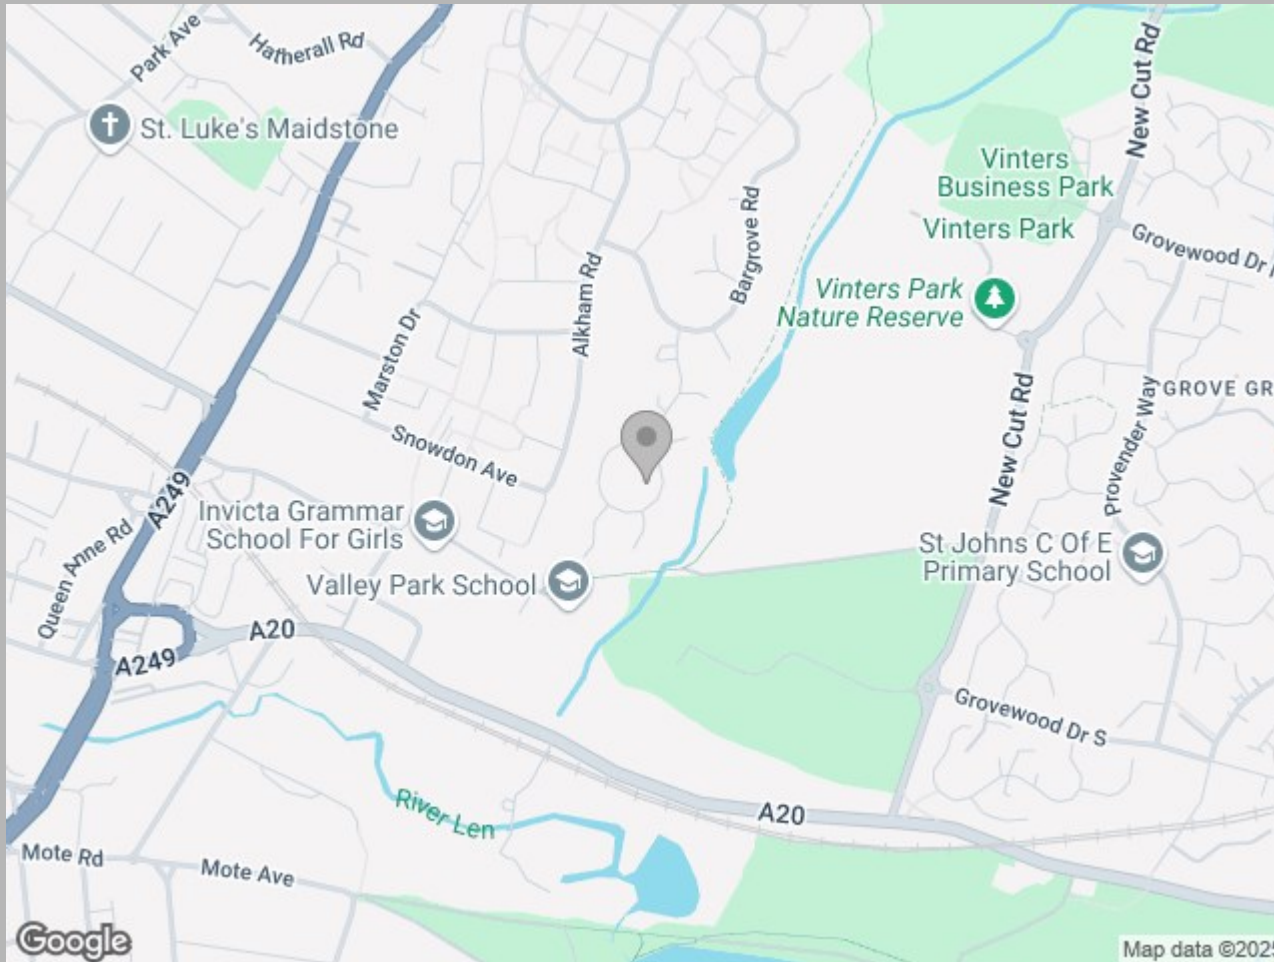 Park Ave
Hatherall Rd
New Cut Rd
St. Luke's Maidstone
Vinters
Business Park
Vinters Park
Bargrove Rd
Grovewood Dr
Alkham Rd
Vinters Park
Nature Reserve
Marston Dr
GROVE GR
Provender Way
New Cut Rd
Snowdon Ave
A249
Invicta Grammar
School For Girls
Queen Anne Rd
St Johns C Of E
Primary School
Valley Park School
A20
A249
Grovewood Dr S
River Len
A20
Mote Rd
Mote Ave
Google
Map data ©2025